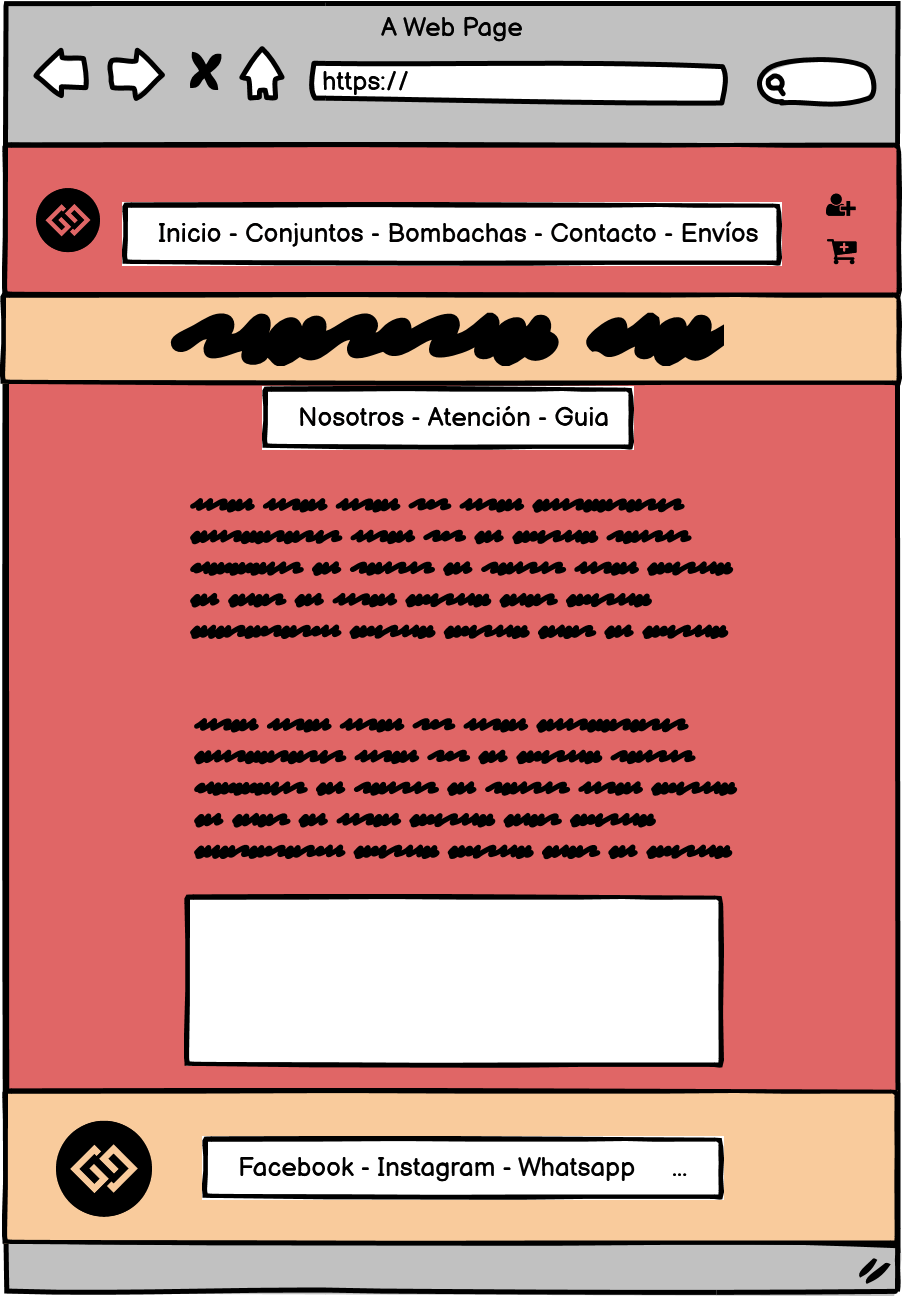 A Web Page
https://
Inicio - Conjuntos - Bombachas - Contacto - Envíos
Nosotros - Atención - Guia
Facebook - Instagram - Whatsapp ...